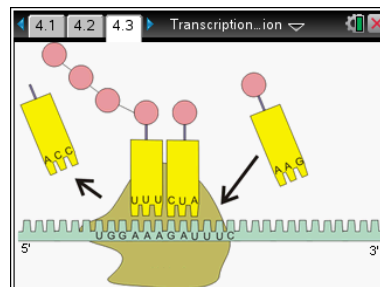 4.1 4.2 4.3 Transcription...ion
ACC
UUU CUA
AAG
UGGAAAGAUUUC
5' 3'